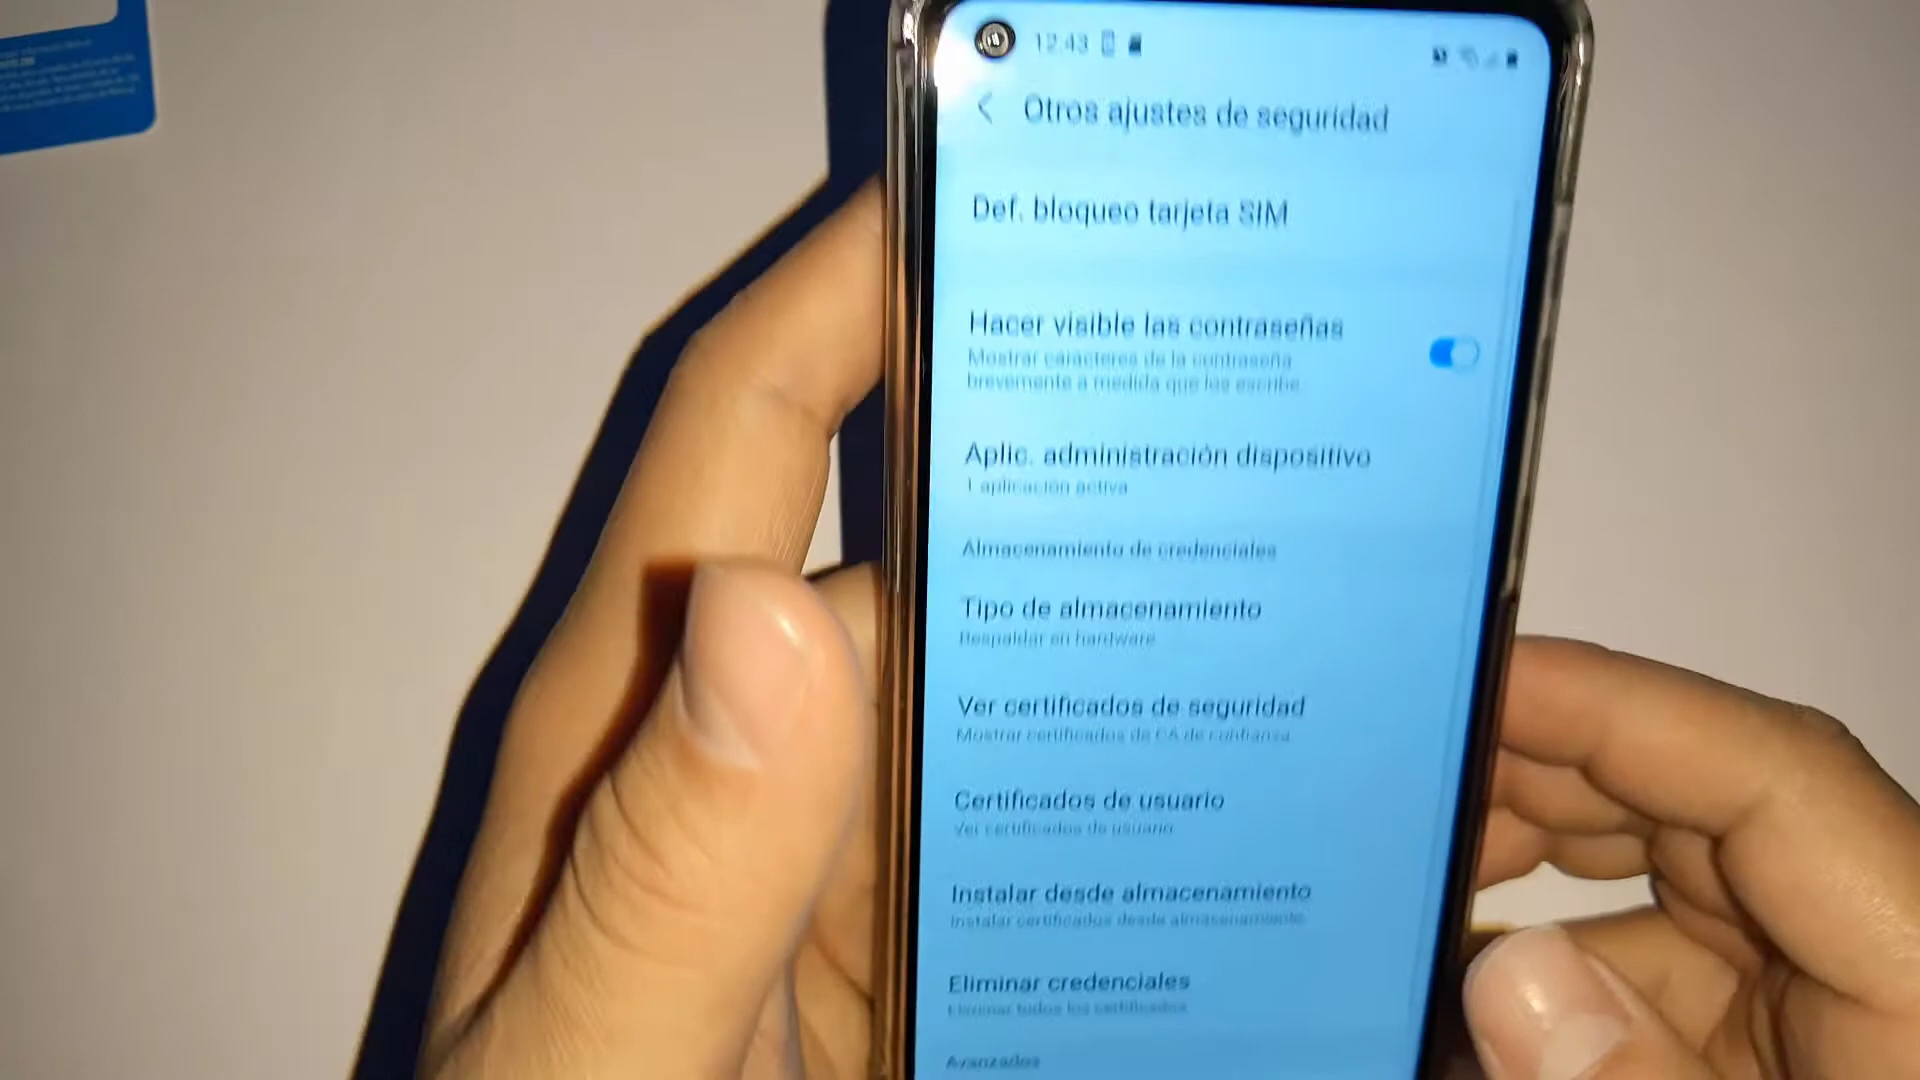 12:43
Otros ajustes de seguridad
Def. bloqueo tarjeta SIM
Hacer visible las contraseñas
Mostrar carácteres de la contraseña
brevemente a medida que los escribe
Aplic. administración dispositivo
1 aplicación activa
Almacenamiento de credenciales
Tipo de almacenamiento
Respaldar en hardware
Ver certificados de seguridad
Mostrar certificados de CA de confianza
Certificados de usuario
Ver certificados de usuario
Instalar desde almacenamiento
Instalar certificados desde almacenamiento
Eliminar credenciales
Eliminar todos los certificados
Avanzados